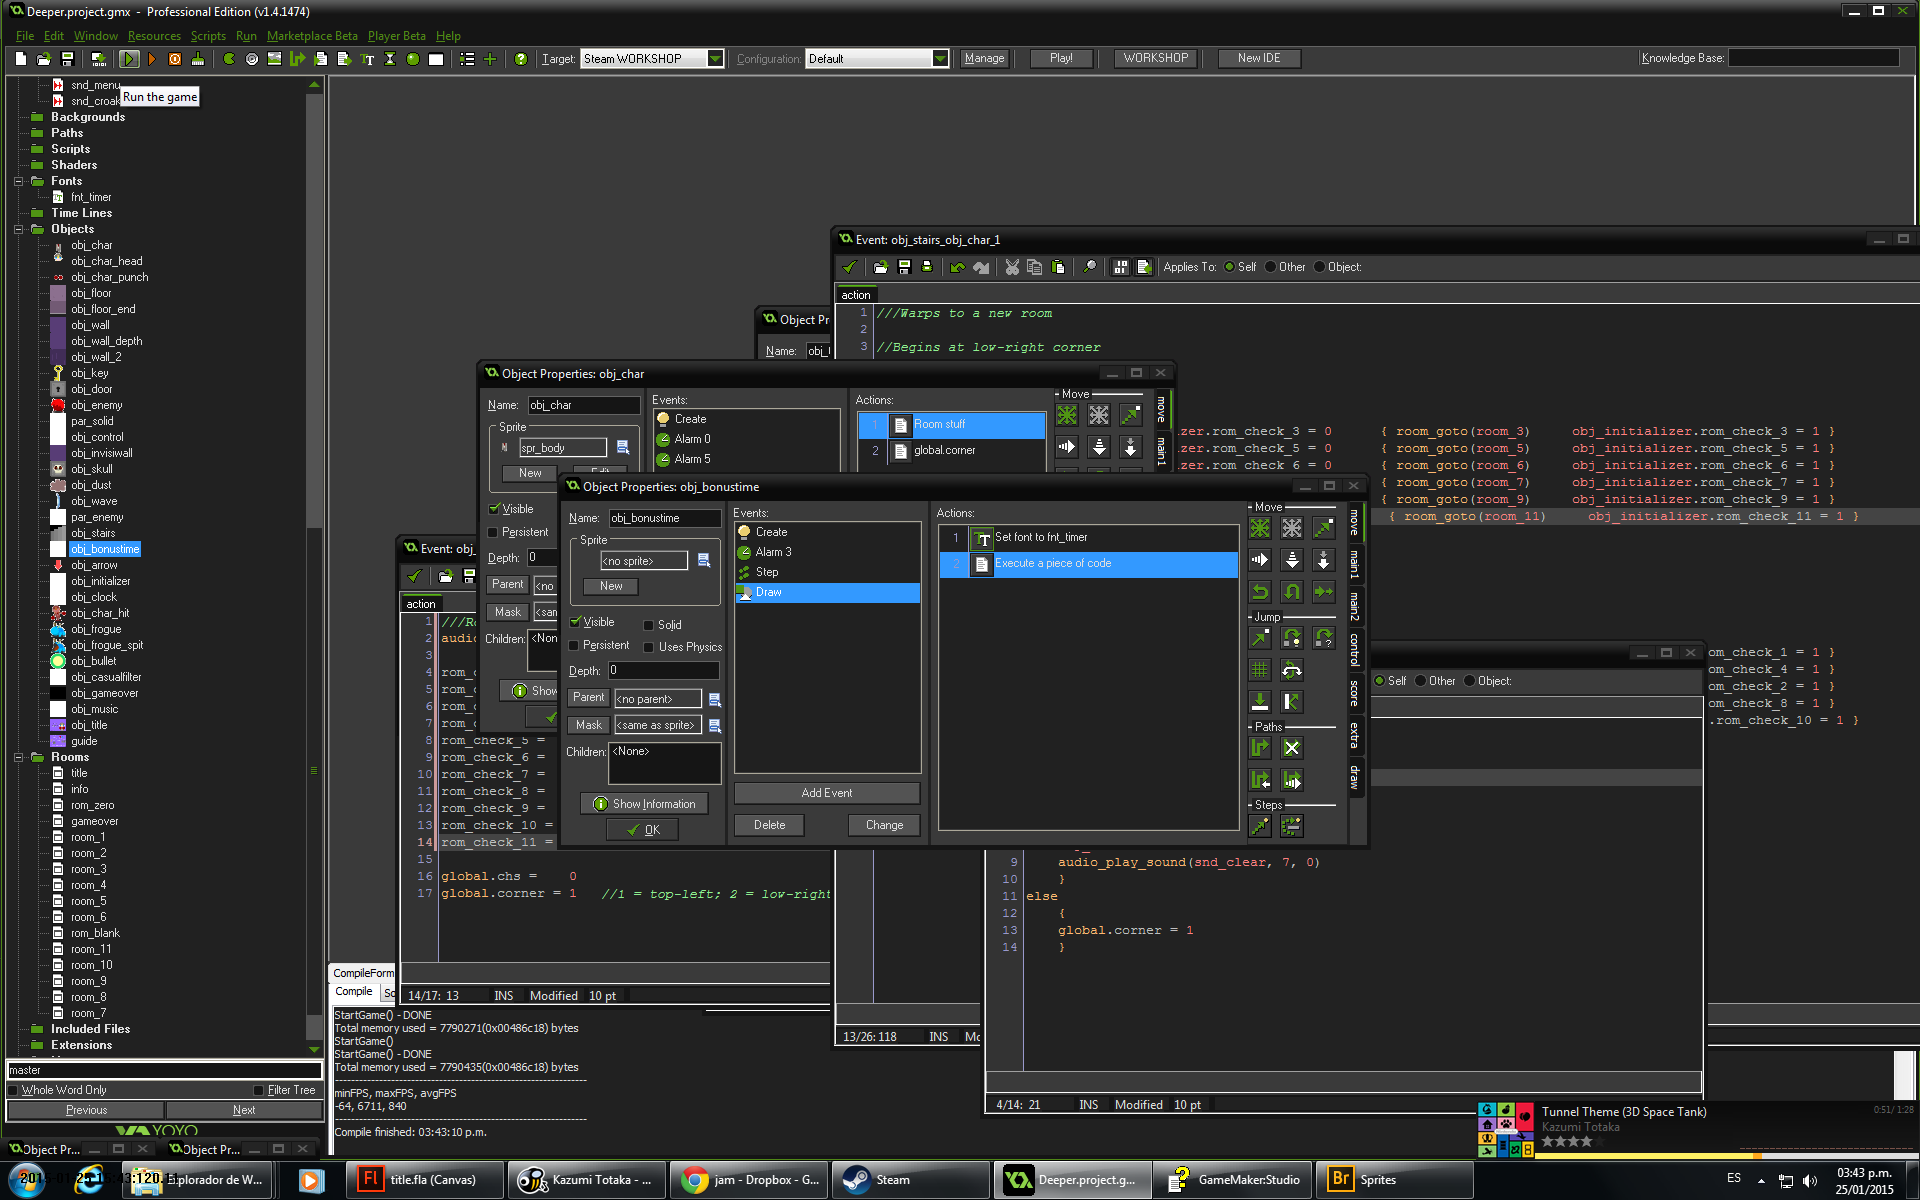 Deeper.project.gmx - Professional Edition (v1.4.1474)
File Edit Window Resources Scripts Run Marketplace Beta Player Beta Help
Target: Steam WORKSHOP Configuration: Default Manage Play! WORKSHOP New IDE Knowledge Base:
snd_menu
snd_croak
Run the game
Backgrounds
Paths
Scripts
Shaders
Fonts
fnt_timer
Time Lines
Objects
obj_char
obj_char_head
obj_char_punch
obj_floor
obj_floor_end
obj_wall
obj_wall_depth
obj_wall_2
obj_key
obj_door
obj_enemy
par_solid
obj_control
obj_invisiwall
obj_skull
obj_dust
obj_wave
par_enemy
obj_stairs
obj_bonustime
obj_arrow
obj_initializer
obj_clock
obj_char_hit
obj_frogue
obj_frogue_spit
obj_bullet
obj_casualfilter
obj_gameover
obj_music
obj_title
guide
Rooms
title
info
rom_zero
gameover
room_1
room_2
room_3
room_4
room_5
room_6
rom_blank
room_11
room_10
room_9
room_8
room_7
Included Files
Extensions
master
Whole Word Only Filter Tree
Previous Next
YOYO
Object Pr... Object Pr...
Event: obj_stairs_obj_char_1
Applies To: Self Other Object:
action
1 ///Warps to a new room
2
3 //Begins at low-right corner
izer.rom_check_3 = 0 { room_goto(room_3) obj_initializer.rom_check_3 = 1 }
izer.rom_check_5 = 0 { room_goto(room_5) obj_initializer.rom_check_5 = 1 }
izer.rom_check_6 = 0 { room_goto(room_6) obj_initializer.rom_check_6 = 1 }
{ room_goto(room_7) obj_initializer.rom_check_7 = 1 }
{ room_goto(room_9) obj_initializer.rom_check_9 = 1 }
{ room_goto(room_11) obj_initializer.rom_check_11 = 1 }
om_check_1 = 1 }
om_check_4 = 1 }
om_check_2 = 1 }
om_check_8 = 1 }
.rom_check_10 = 1 }
13/26: 118 INS
Object Pr
Name: obj_
Object Properties: obj_char
Name: obj_char
Sprite
spr_body
New Edit
Visible
Persistent
Depth: 0
Parent <no
Mask <sam
Children: <Non
Show
Events:
Create
Alarm 0
Alarm 5
Actions:
1 Room stuff
2 global.corner
Move
move
main1
Object Properties: obj_bonustime
Name: obj_bonustime
Sprite
<no sprite>
New
Visible Solid
Persistent Uses Physics
Depth: 0
Parent <no parent>
Mask <same as sprite>
Children: <None>
Show Information
OK
Events:
Create
Alarm 3
Step
Draw
Add Event
Delete Change
Actions:
1 Set font to fnt_timer
2 Execute a piece of code
Move
Jump
Paths
Steps
move
main1
main2
control
score
extra
draw
Event: obj_
action
1 ///Ro
2 audio
3
4 rom_c
5 rom_c
6 rom_c
7 rom_c
8 rom_check_5 =
9 rom_check_6 =
10 rom_check_7 =
11 rom_check_8 =
12 rom_check_9 =
13 rom_check_10 =
14 rom_check_11 =
15
16 global.chs = 0
17 global.corner = 1 //1 = top-left; 2 = low-right
14/17: 13 INS Modified 10 pt
Self Other Object:
9 audio_play_sound(snd_clear, 7, 0)
10 }
11 else
12 {
13 global.corner = 1
14 }
4/14: 21 INS Modified 10 pt
CompileForm
Compile
StartGame() - DONE
Total memory used = 7790271(0x00486c18) bytes
StartGame()
StartGame() - DONE
Total memory used = 7790435(0x00486c18) bytes
minFPS, maxFPS, avgFPS
-64, 6711, 840
Compile finished: 03:43:10 p.m.
Tunnel Theme (3D Space Tank) 0:51/ 1:28
Kazumi Totaka
Explorador de W... title.fla (Canvas) Kazumi Totaka - ... jam - Dropbox - G... Steam Deeper.project.g... GameMaker:Studio Sprites
ES 03:43 p.m.
25/01/2015